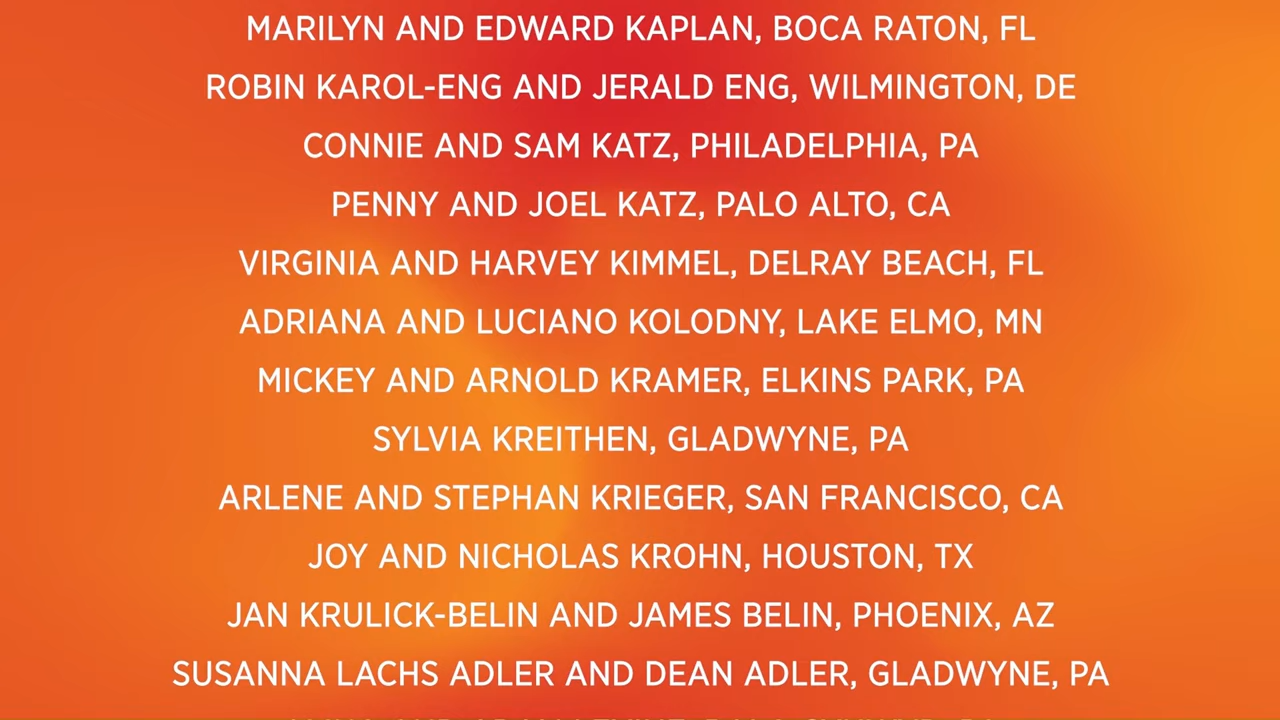 MARILYN AND EDWARD KAPLAN, BOCA RATON, FL
ROBIN KAROL-ENG AND JERALD ENG, WILMINGTON, DE
CONNIE AND SAM KATZ, PHILADELPHIA, PA
PENNY AND JOEL KATZ, PALO ALTO, CA
VIRGINIA AND HARVEY KIMMEL, DELRAY BEACH, FL
ADRIANA AND LUCIANO KOLODNY, LAKE ELMO, MN
MICKEY AND ARNOLD KRAMER, ELKINS PARK, PA
SYLVIA KREITHEN, GLADWYNE, PA
ARLENE AND STEPHAN KRIEGER, SAN FRANCISCO, CA
JOY AND NICHOLAS KROHN, HOUSTON, TX
JAN KRULICK-BELIN AND JAMES BELIN, PHOENIX, AZ
SUSANNA LACHS ADLER AND DEAN ADLER, GLADWYNE, PA